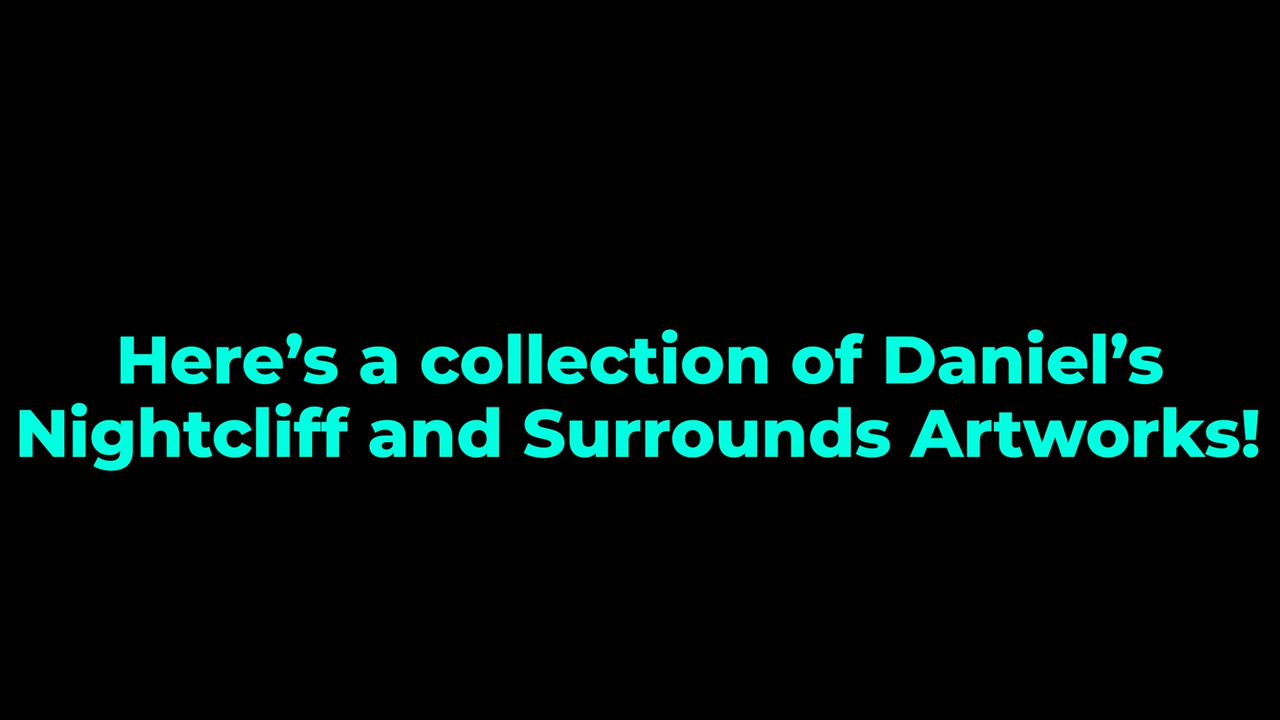 Here’s a collection of Daniel’s
Nightcliff and Surrounds Artworks!